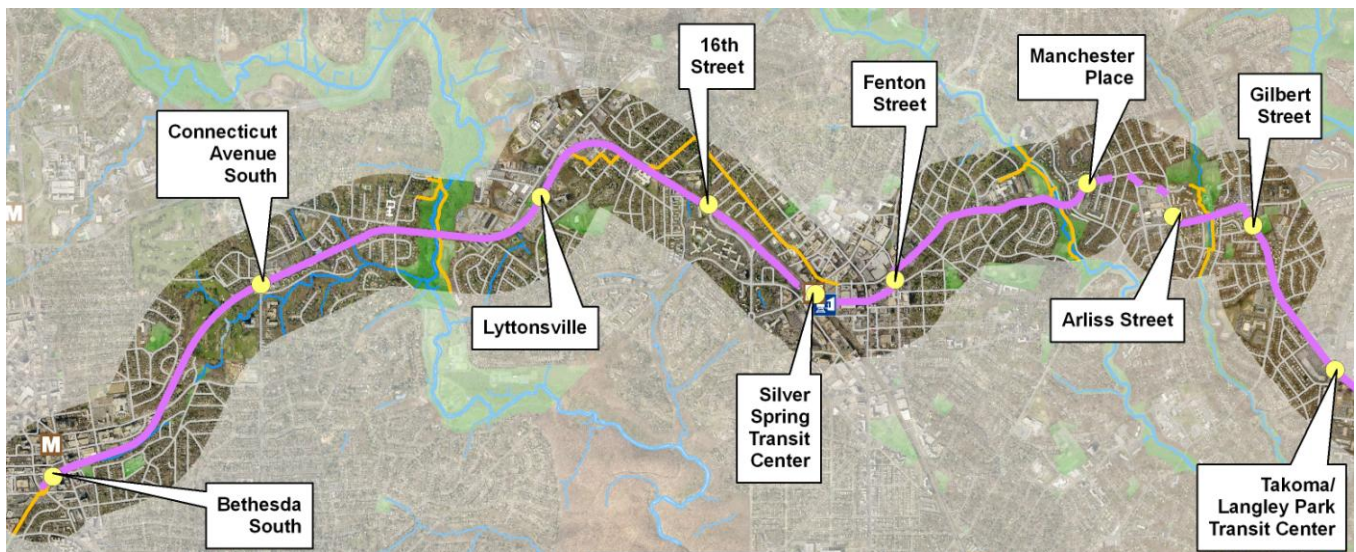 16th
Street
Manchester
Place
Fenton
Street
Gilbert
Street
Connecticut
Avenue
South
M
M
Lyttonsville
Arliss Street
Silver
Spring
Transit
Center
Bethesda
South
Takoma/
Langley Park
Transit Center